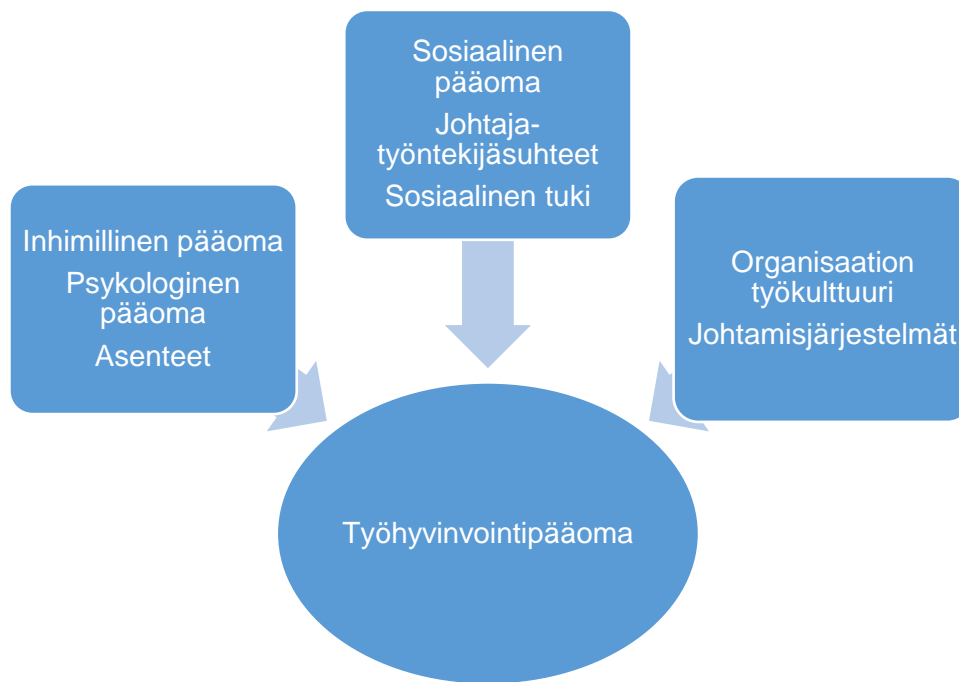 Inhimillinen pääoma
Psykologinen
pääoma
Asenteet
Sosiaalinen
pääoma
Johtaja-
työntekijäsuhteet
Sosiaalinen tuki
Organisaation
työkulttuuri
Johtamisjärjestelmät
Työhyvinvointipääoma